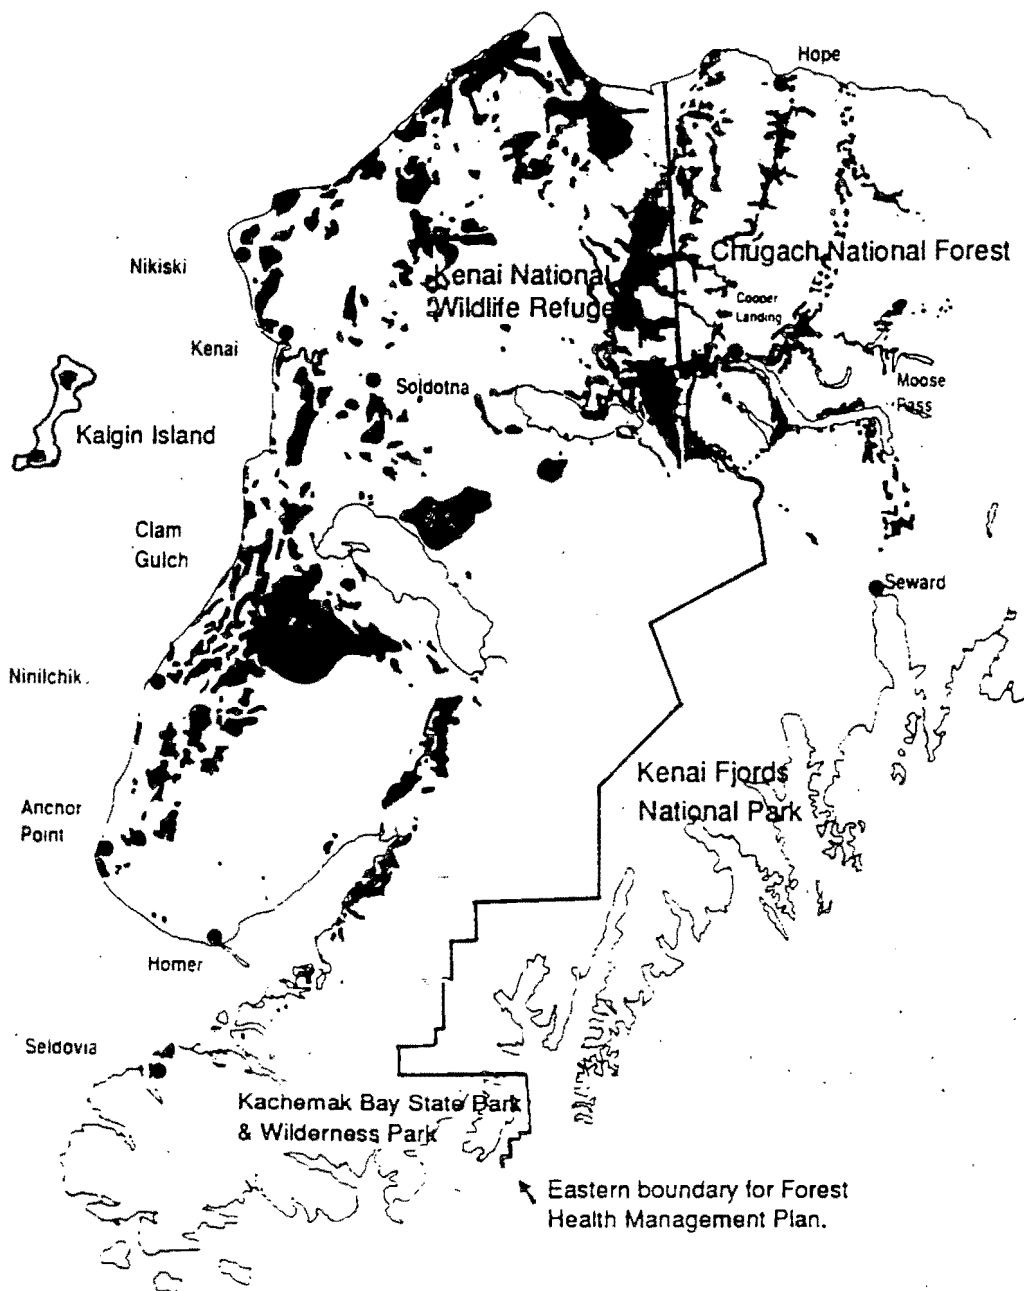 Hope
Chugach National Forest
Nikiski
Kenai National
Wildlife Refuge
Cooper
Landing
Kenai
Soldotna
Moose
Pass
Kalgin Island
Clam
Gulch
Seward
Ninilchik
Kenai Fjords
National Park
Anchor
Point
Homer
Seldovia
Kachemak Bay State Park
& Wilderness Park
Eastern boundary for Forest
Health Management Plan.